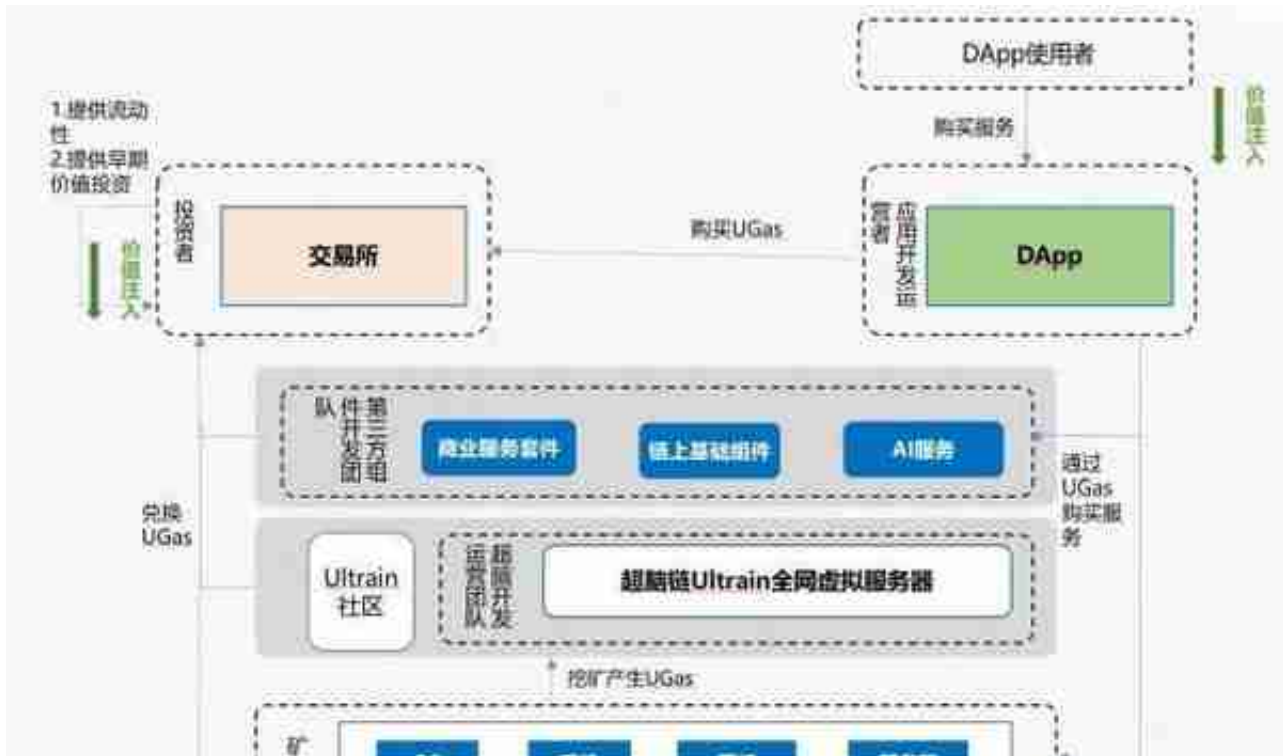 DApp使用者
价值注入
购买服务
1.提供流动
性
2.提供早期
价值投资
价值注入
投资者
交易所
购买UGas
应用开发运
营者
DApp
第三方组
件开发团
队
商业服务套件
链上基础组件
AI服务
通过
UGas
购买服
务
兑换
UGas
Ultrain
社区
超脑开发
运营团队
超脑链Ultrain全网虚拟服务器
挖矿产生UGas
矿